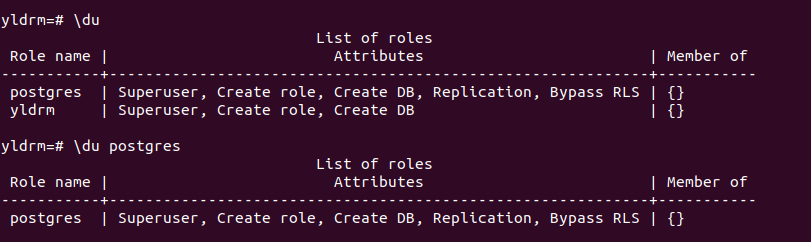 yldrm=# \du
                                   List of roles
 Role name |                         Attributes                         | Member of
-----------+------------------------------------------------------------+-----------
 postgres  | Superuser, Create role, Create DB, Replication, Bypass RLS | {}
 yldrm     | Superuser, Create role, Create DB                          | {}
yldrm=# \du postgres
                                   List of roles
 Role name |                         Attributes                         | Member of
-----------+------------------------------------------------------------+-----------
 postgres  | Superuser, Create role, Create DB, Replication, Bypass RLS | {}